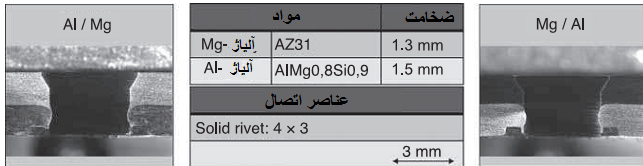 Al / Mg
مواد ضخامت
Mg- آلیاژ AZ31 1.3 mm
Al- آلیاژ AlMg0,8Si0,9 1.5 mm
عناصر اتصال
Solid rivet: 4 × 3
3 mm
Mg / Al